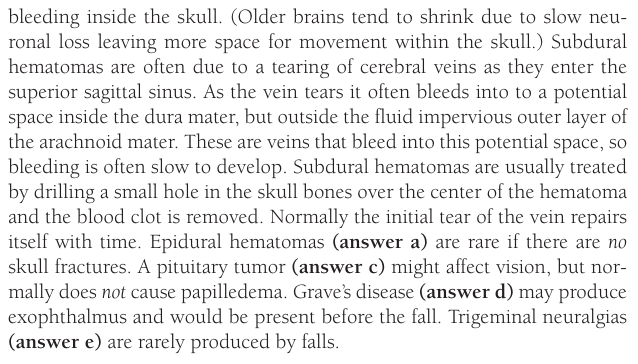 bleeding inside the skull. (Older brains tend to shrink due to slow neu-
ronal loss leaving more space for movement within the skull.) Subdural
hematomas are often due to a tearing of cerebral veins as they enter the
superior sagittal sinus. As the vein tears it often bleeds into to a potential
space inside the dura mater, but outside the fluid impervious outer layer of
the arachnoid mater. These are veins that bleed into this potential space, so
bleeding is often slow to develop. Subdural hematomas are usually treated
by drilling a small hole in the skull bones over the center of the hematoma
and the blood clot is removed. Normally the initial tear of the vein repairs
itself with time. Epidural hematomas (answer a) are rare if there are no
skull fractures. A pituitary tumor (answer c) might affect vision, but nor-
mally does not cause papilledema. Grave's disease (answer d) may produce
exophthalmus and would be present before the fall. Trigeminal neuralgias
(answer e) are rarely produced by falls.